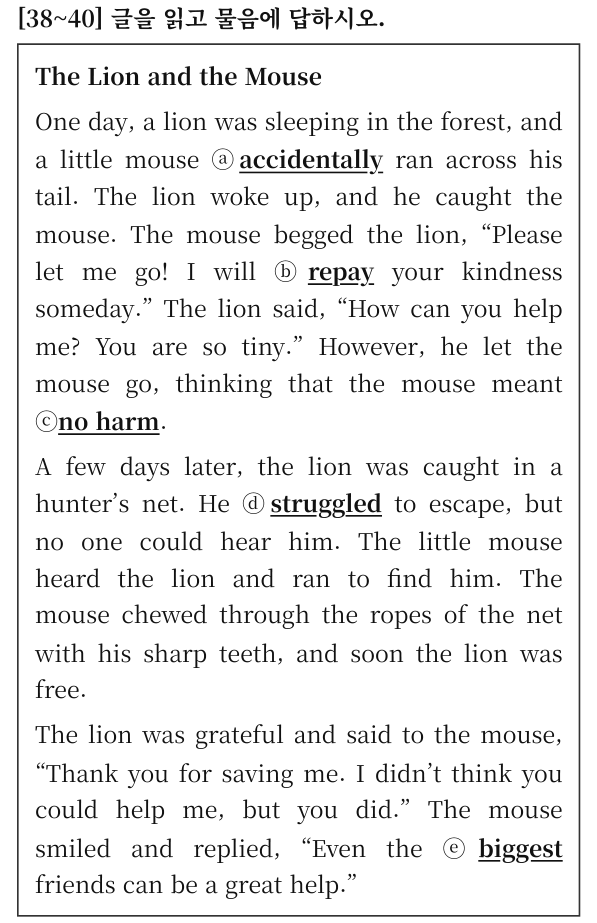 [38~40] 글을 읽고 물음에 답하시오.
The Lion and the Mouse
One day, a lion was sleeping in the forest, and
a little mouse ⓐ accidentally ran across his
tail. The lion woke up, and he caught the
mouse. The mouse begged the lion, “Please
let me go! I will ⓑ repay your kindness
someday.” The lion said, “How can you help
me? You are so tiny.” However, he let the
mouse go, thinking that the mouse meant
ⓒno harm.
A few days later, the lion was caught in a
hunter’s net. He ⓓ struggled to escape, but
no one could hear him. The little mouse
heard the lion and ran to find him. The
mouse chewed through the ropes of the net
with his sharp teeth, and soon the lion was
free.
The lion was grateful and said to the mouse,
“Thank you for saving me. I didn’t think you
could help me, but you did.” The mouse
smiled and replied, “Even the ⓔ biggest
friends can be a great help.”